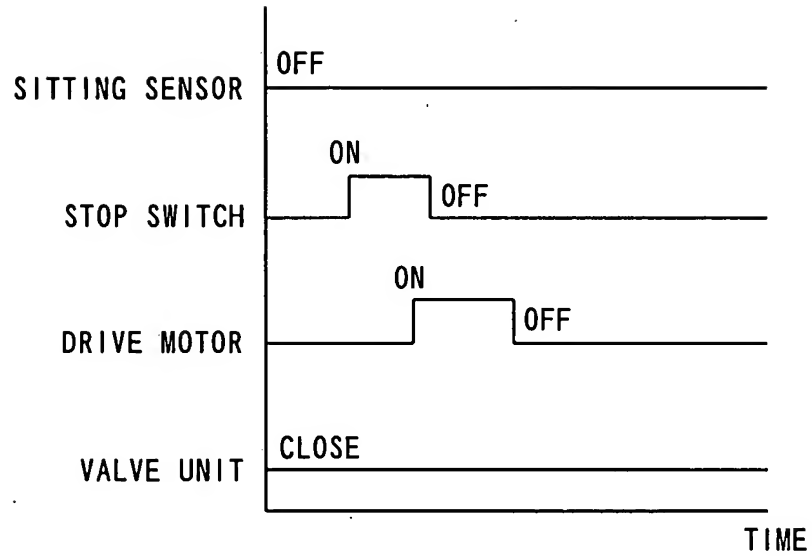 OFF
SITTING SENSOR
ON
OFF
STOP SWITCH
ON
OFF
DRIVE MOTOR
CLOSE
VALVE UNIT
TIME